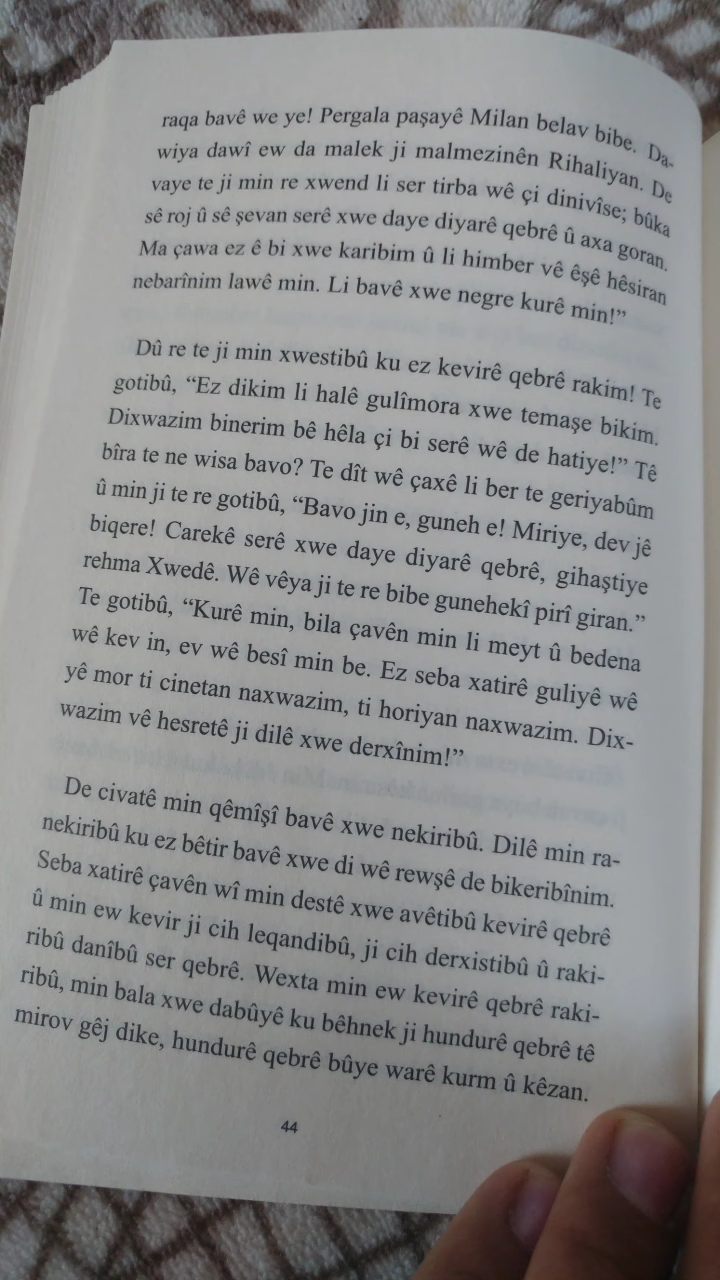 raqa bavê we ye! Pergala paşayê Milan belav bibe. Da-
wiya dawî ew da malek ji malmezinên Rihaliyan. De
vaye te ji min re xwend li ser tirba wê çi dinivîse; bûka
sê roj û sê şevan serê xwe daye diyarê qebrê û axa goran.
Ma çawa ez ê bi xwe karibim û li himber vê êşê hêsiran
nebarînim lawê min. Li bavê xwe negre kurê min!”
Dû re te ji min xwestibû ku ez kevirê qebrê rakim! Te
gotibû, “Ez dikim li halê gulîmora xwe temaşe bikim.
Dixwazim binerim bê hêla çi bi serê wê de hatiye!” Tê
bîra te ne wisa bavo? Te dît wê çaxê li ber te geriyabûm
û min ji te re gotibû, “Bavo jin e, guneh e! Miriye, dev jê
biqere! Carekê serê xwe daye diyarê qebrê, gihaştiye
rehma Xwedê. Wê vêya ji te re bibe gunehekî pirî giran.”
Te gotibû, “Kurê min, bila çavên min li meyt û bedena
wê kev in, ev wê besî min be. Ez seba xatirê guliyê wê
yê mor ti cinetan naxwazim, ti horiyan naxwazim. Dix-
wazim vê hesretê ji dilê xwe derxînim!”
De civatê min qêmîşî bavê xwe nekiribû. Dilê min ra-
nekiribû ku ez bêtir bavê xwe di wê rewşê de bikeribînim.
Seba xatirê çavên wî min destê xwe avêtibû kevirê qebrê
û min ew kevir ji cih leqandibû, ji cih derxistibû û raki-
ribû danîbû ser qebrê. Wexta min ew kevirê qebrê raki-
ribû, min bala xwe dabûyê ku bêhnek ji hundurê qebrê tê
mirov gêj dike, hundurê qebrê bûye warê kurm û kêzan.
44